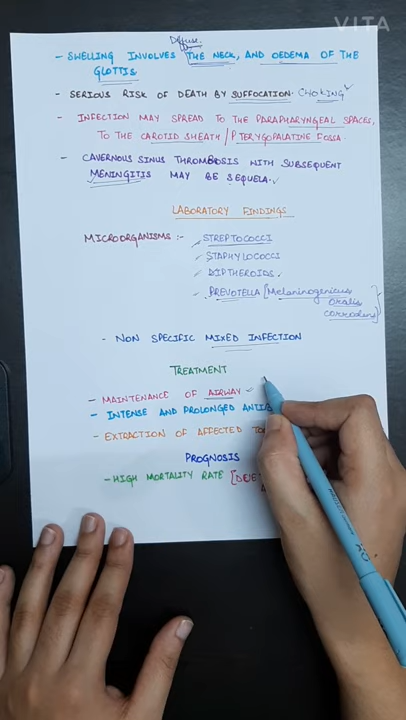 VITA
Diffuse.
- SWELLING INVOLVES THE NECK, AND OEDEMA OF THE
GLOTTIS.
- SERIOUS RISK OF DEATH BY SUFFOCATION. CHOKING
- INFECTION MAY SPREAD TO THE PARAPHARYNGEAL SPACES,
TO THE CAROTID SHEATH / PTERYGOPALATINE FOSSA.
- CAVERNOUS SINUS THROMBOSIS WITH SUBSEQUENT
MENINGITIS MAY BE SEQUELA.
LABORATORY FINDINGS
MICROORGANISMS :- STREPTOCOCCI
STAPHYLOCOCCI
DIPTHEROIDS.
PREVOTELLA [Melaninogenicus
oralis
corrodens]
- NON SPECIFIC MIXED INFECTION
TREATMENT
- MAINTENANCE OF AIRWAY
- INTENSE AND PROLONGED
- EXTRACTION OF AFFECTED
PROGNOSIS
- HIGH MORTALITY RATE